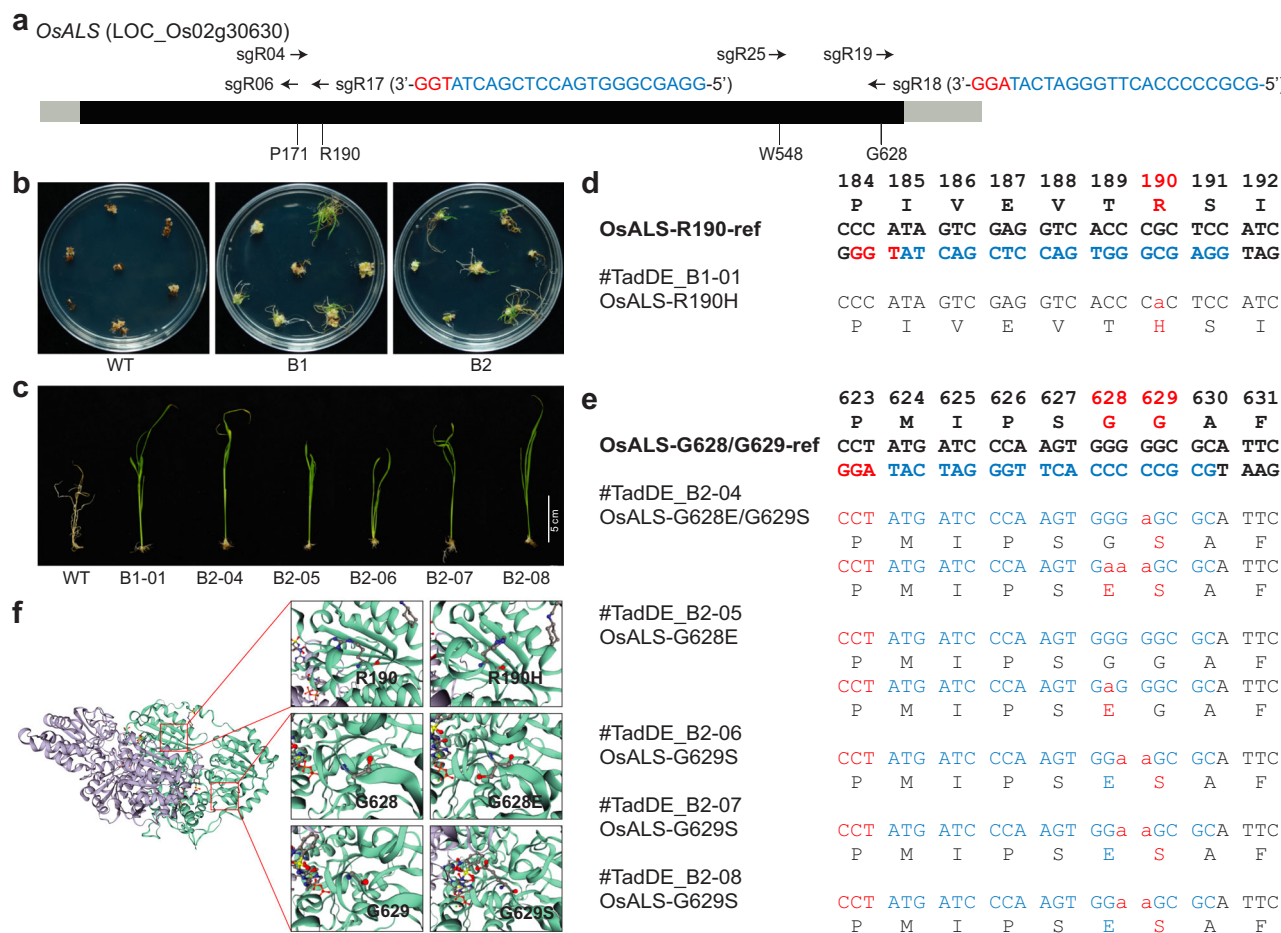 a
OsALS (LOC_Os02g30630)
sgR04 → sgR25 → sgR19 →
sgR06 ← ← sgR17 (3'-GGTATCAGCTCCAGTGGGCGAGG-5') ← sgR18 (3'-GGATACTAGGGTTCACCCCCGCG-5')
P171 R190 W548 G628
b
WT B1 B2
c
5 cm
WT B1-01 B2-04 B2-05 B2-06 B2-07 B2-08
f
R190 R190H
G628 G628E
G629 G629S
d
184 185 186 187 188 189 190 191 192
P I V E V T R S I
OsALS-R190-ref CCC ATA GTC GAG GTC ACC CGC TCC ATC
GGG TAT CAG CTC CAG TGG GCG AGG TAG
#TadDE_B1-01
OsALS-R190H CCC ATA GTC GAG GTC ACC CaC TCC ATC
P I V E V T H S I
e
623 624 625 626 627 628 629 630 631
P M I P S G G A F
OsALS-G628/G629-ref CCT ATG ATC CCA AGT GGG GGC GCA TTC
GGA TAC TAG GGT TCA CCC CCG CGT AAG
#TadDE_B2-04
OsALS-G628E/G629S CCT ATG ATC CCA AGT GGG aGC GCA TTC
P M I P S G S A F
CCT ATG ATC CCA AGT Gaa aGC GCA TTC
P M I P S E S A F
#TadDE_B2-05
OsALS-G628E CCT ATG ATC CCA AGT GGG GGC GCA TTC
P M I P S G G A F
CCT ATG ATC CCA AGT GaG GGC GCA TTC
P M I P S E G A F
#TadDE_B2-06
OsALS-G629S CCT ATG ATC CCA AGT GGa aGC GCA TTC
P M I P S E S A F
#TadDE_B2-07
OsALS-G629S CCT ATG ATC CCA AGT GGa aGC GCA TTC
P M I P S E S A F
#TadDE_B2-08
OsALS-G629S CCT ATG ATC CCA AGT GGa aGC GCA TTC
P M I P S E S A F